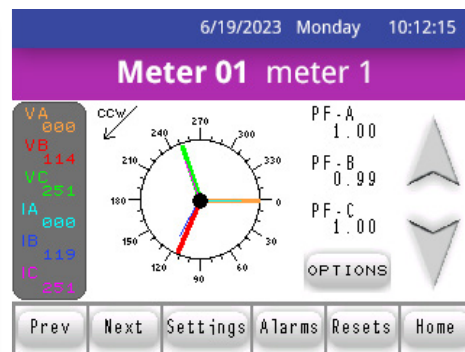 6/19/2023 Monday 10:12:15
Meter 01 meter 1
VA
000
VB
114
VC
251
IA
000
IB
119
IC
251
CCW
270
240
300
210
330
180
0
150
30
120
60
90
PF-A
1.00
PF-B
0.99
PF-C
1.00
OPTIONS
Prev Next Settings Alarms Resets Home